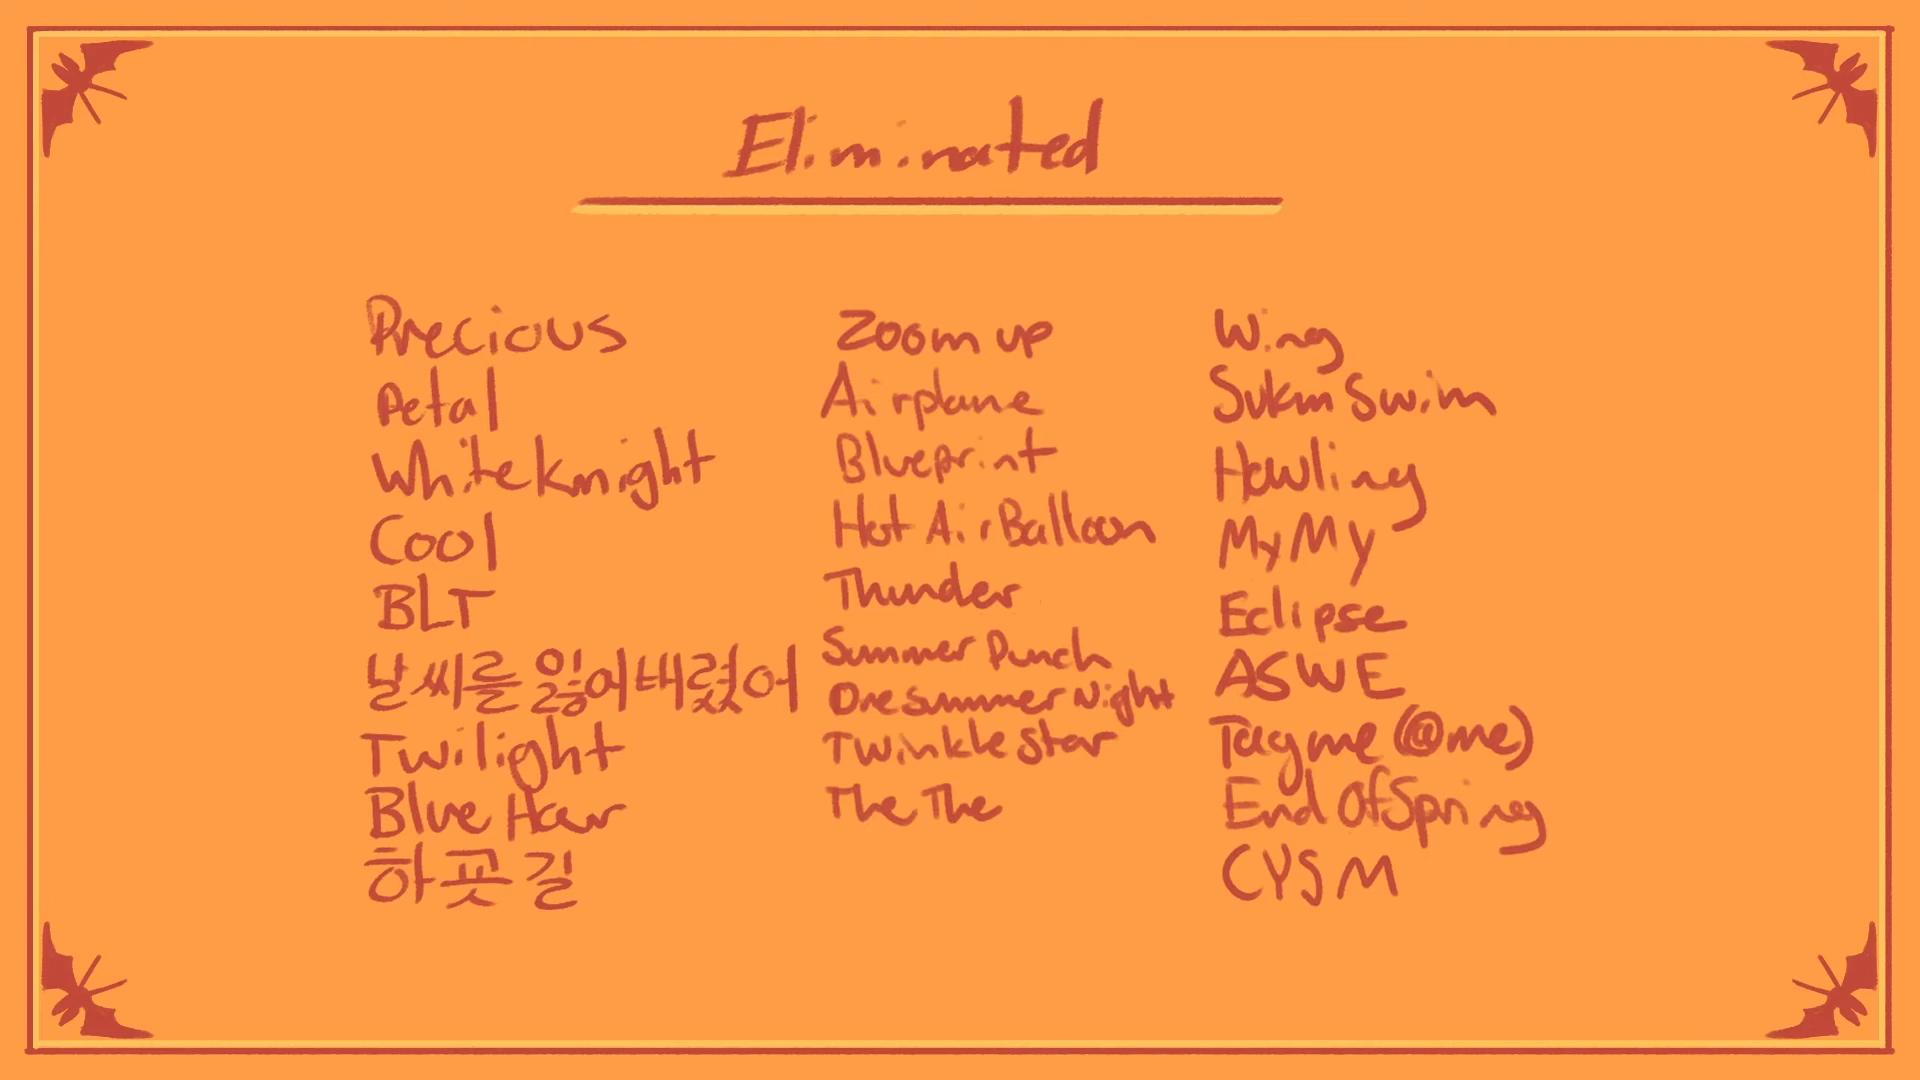 Eliminated
Precious
Petal
White Knight
Cool
BLT
날씨를 잃어버렸어
Twilight
Blue Hour
하굣길
Zoom up
Airplane
Blueprint
Hot Air Balloon
Thunder
Summer Punch
One Summer Night
Twinkle Star
The The
Wing
Sukm Swim
Howling
My My
Eclipse
ASWE
Tag me (@me)
End Of Spring
CYSM